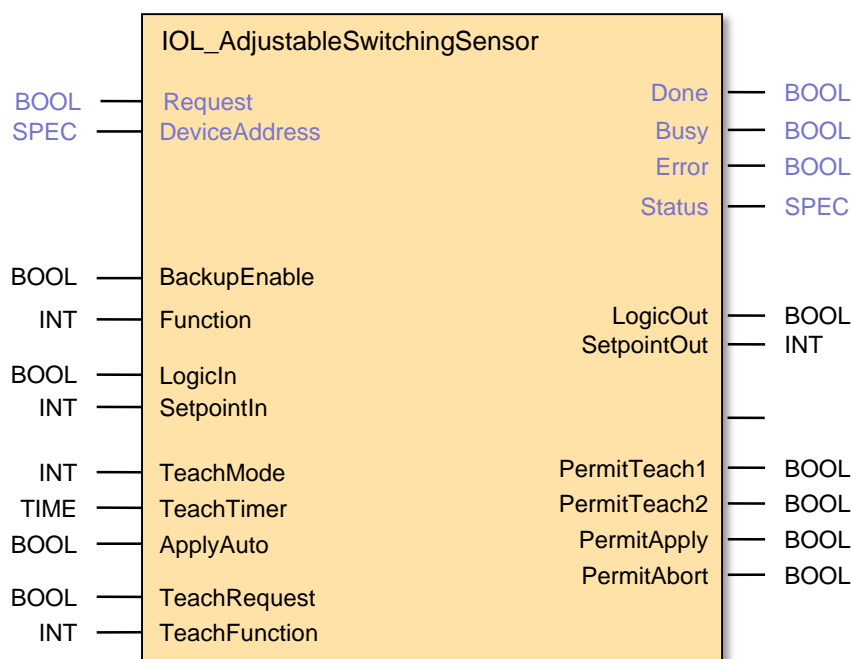 IOL_AdjustableSwitchingSensor
BOOL Request Done BOOL
SPEC DeviceAddress Busy BOOL
Error BOOL
Status SPEC
BOOL BackupEnable
INT Function LogicOut BOOL
SetpointOut INT
BOOL LogicIn
INT SetpointIn
INT TeachMode PermitTeach1 BOOL
TIME TeachTimer PermitTeach2 BOOL
BOOL ApplyAuto PermitApply BOOL
PermitAbort BOOL
BOOL TeachRequest
INT TeachFunction